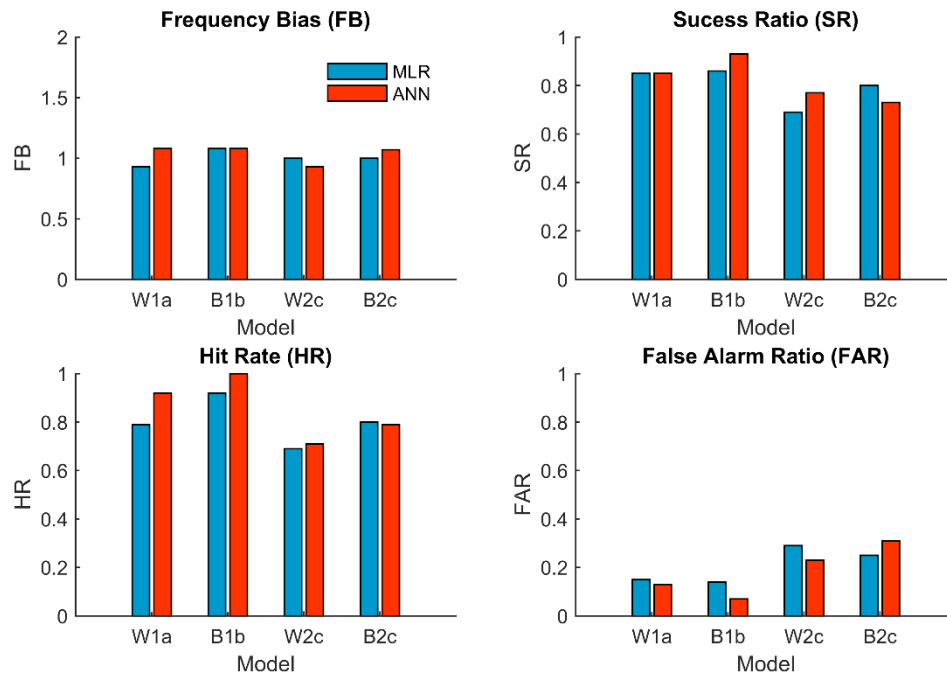 Frequency Bias (FB)
2
1.5
1
0.5
0
FB
MLR
ANN
W1a B1b W2c B2c
Model
Sucess Ratio (SR)
1
0.8
0.6
0.4
0.2
0
SR
W1a B1b W2c B2c
Model
Hit Rate (HR)
1
0.8
0.6
0.4
0.2
0
HR
W1a B1b W2c B2c
Model
False Alarm Ratio (FAR)
1
0.8
0.6
0.4
0.2
0
FAR
W1a B1b W2c B2c
Model